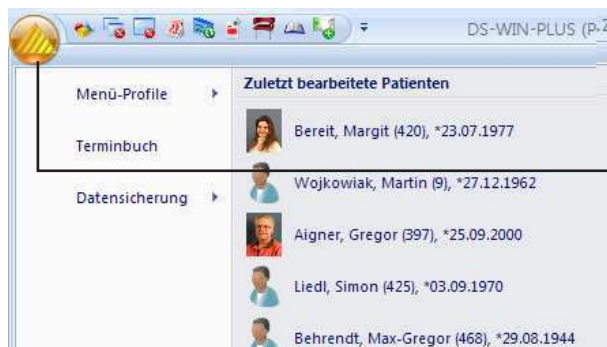 DS-WIN-PLUS (P-
Menü-Profile
Terminbuch
Datensicherung
Zuletzt bearbeitete Patienten
Bereit, Margit (420), *23.07.1977
Wojkowiak, Martin (9), *27.12.1962
Aigner, Gregor (397), *25.09.2000
Liedl, Simon (425), *03.09.1970
Behrendt, Max-Gregor (468), *29.08.1944